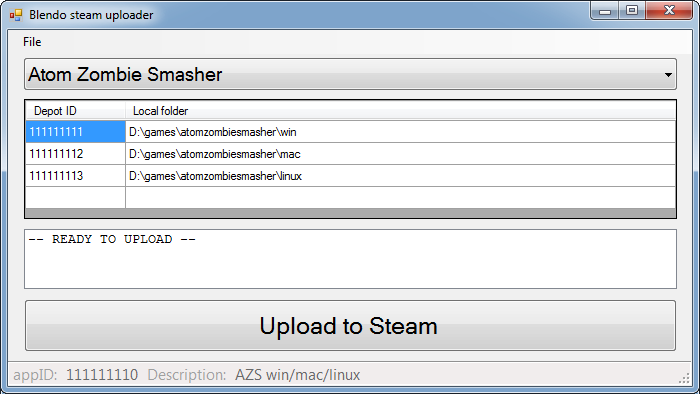 Blendo steam uploader
File
Atom Zombie Smasher
Depot ID Local folder
111111111 D:\games\atomzombiesmasher\win
111111112 D:\games\atomzombiesmasher\mac
111111113 D:\games\atomzombiesmasher\linux
-- READY TO UPLOAD --
Upload to Steam
appID: 111111110 Description: AZS win/mac/linux